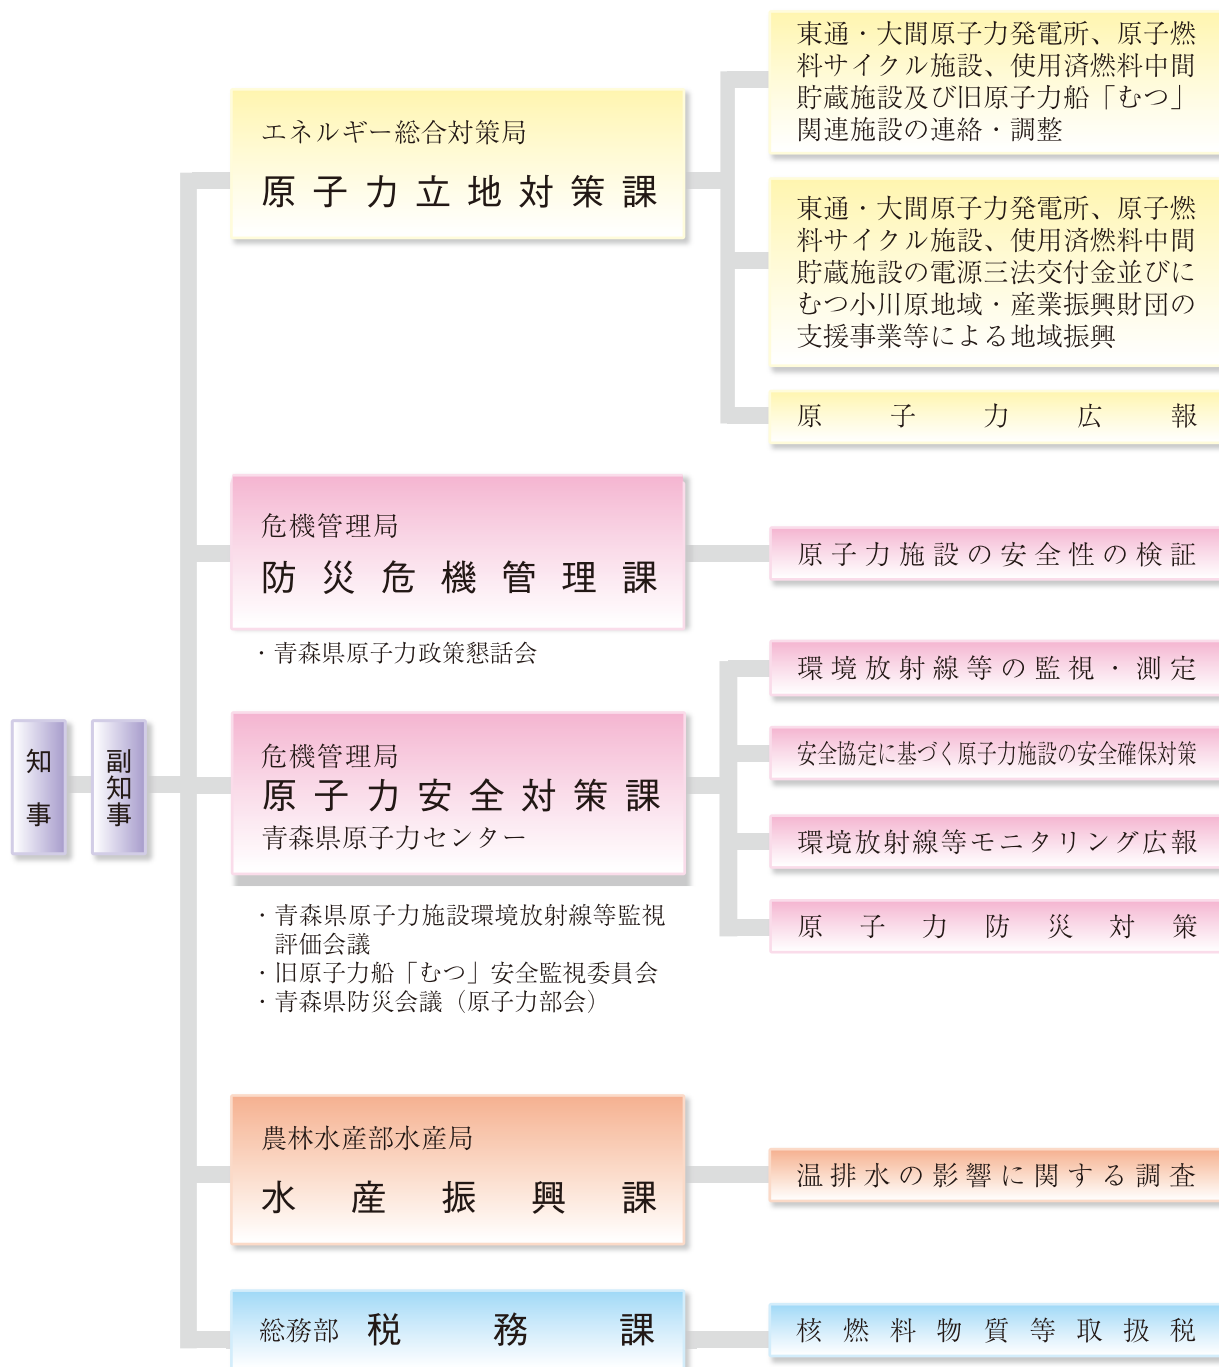 知事
副知事
エネルギー総合対策局
原子力立地対策課
東通・大間原子力発電所、原子燃
料サイクル施設、使用済燃料中間
貯蔵施設及び旧原子力船「むつ」
関連施設の連絡・調整
東通・大間原子力発電所、原子燃
料サイクル施設、使用済燃料中間
貯蔵施設の電源三法交付金並びに
むつ小川原地域・産業振興財団の
支援事業等による地域振興
原子力広報
危機管理局
防災危機管理課
・青森県原子力政策懇話会
原子力施設の安全性の検証
危機管理局
原子力安全対策課
青森県原子力センター
・青森県原子力施設環境放射線等監視
評価会議
・旧原子力船「むつ」安全監視委員会
・青森県防災会議（原子力部会）
環境放射線等の監視・測定
安全協定に基づく原子力施設の安全確保対策
環境放射線等モニタリング広報
原子力防災対策
農林水産部水産局
水産振興課
温排水の影響に関する調査
総務部 税務課
核燃料物質等取扱税